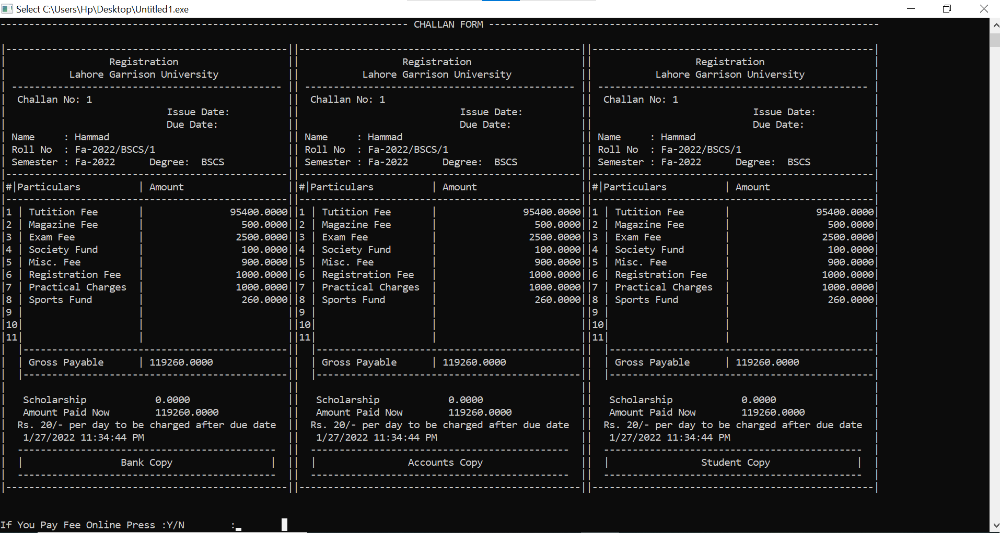 Select C:\Users\Hp\Desktop\Untitled1.exe
CHALLAN FORM
Registration Registration Registration
Lahore Garrison University Lahore Garrison University Lahore Garrison University
Challan No: 1 Challan No: 1 Challan No: 1
Issue Date: Issue Date: Issue Date:
Due Date: Due Date: Due Date:
Name : Hammad Name : Hammad Name : Hammad
Roll No : Fa-2022/BSCS/1 Roll No : Fa-2022/BSCS/1 Roll No : Fa-2022/BSCS/1
Semester : Fa-2022 Degree: BSCS Semester : Fa-2022 Degree: BSCS Semester : Fa-2022 Degree: BSCS
|#|Particulars | Amount ||#|Particulars | Amount ||#|Particulars | Amount |
|1 | Tutition Fee | 95400.0000||1 | Tutition Fee | 95400.0000||1 | Tutition Fee | 95400.0000|
|2 | Magazine Fee | 500.0000||2 | Magazine Fee | 500.0000||2 | Magazine Fee | 500.0000|
|3 | Exam Fee | 2500.0000||3 | Exam Fee | 2500.0000||3 | Exam Fee | 2500.0000|
|4 | Society Fund | 100.0000||4 | Society Fund | 100.0000||4 | Society Fund | 100.0000|
|5 | Misc. Fee | 900.0000||5 | Misc. Fee | 900.0000||5 | Misc. Fee | 900.0000|
|6 | Registration Fee | 1000.0000||6 | Registration Fee | 1000.0000||6 | Registration Fee | 1000.0000|
|7 | Practical Charges | 1000.0000||7 | Practical Charges | 1000.0000||7 | Practical Charges | 1000.0000|
|8 | Sports Fund | 260.0000||8 | Sports Fund | 260.0000||8 | Sports Fund | 260.0000|
|9 | | ||9 | | ||9 | | |
|10| | ||10| | ||10| | |
|11| | ||11| | ||11| | |
| | Gross Payable | 119260.0000 || | Gross Payable | 119260.0000 || | Gross Payable | 119260.0000 |
Scholarship 0.0000 Scholarship 0.0000 Scholarship 0.0000
Amount Paid Now 119260.0000 Amount Paid Now 119260.0000 Amount Paid Now 119260.0000
Rs. 20/- per day to be charged after due date Rs. 20/- per day to be charged after due date Rs. 20/- per day to be charged after due date
1/27/2022 11:34:44 PM 1/27/2022 11:34:44 PM 1/27/2022 11:34:44 PM
| Bank Copy | | Accounts Copy | Student Copy |
If You Pay Fee Online Press :Y/N :_